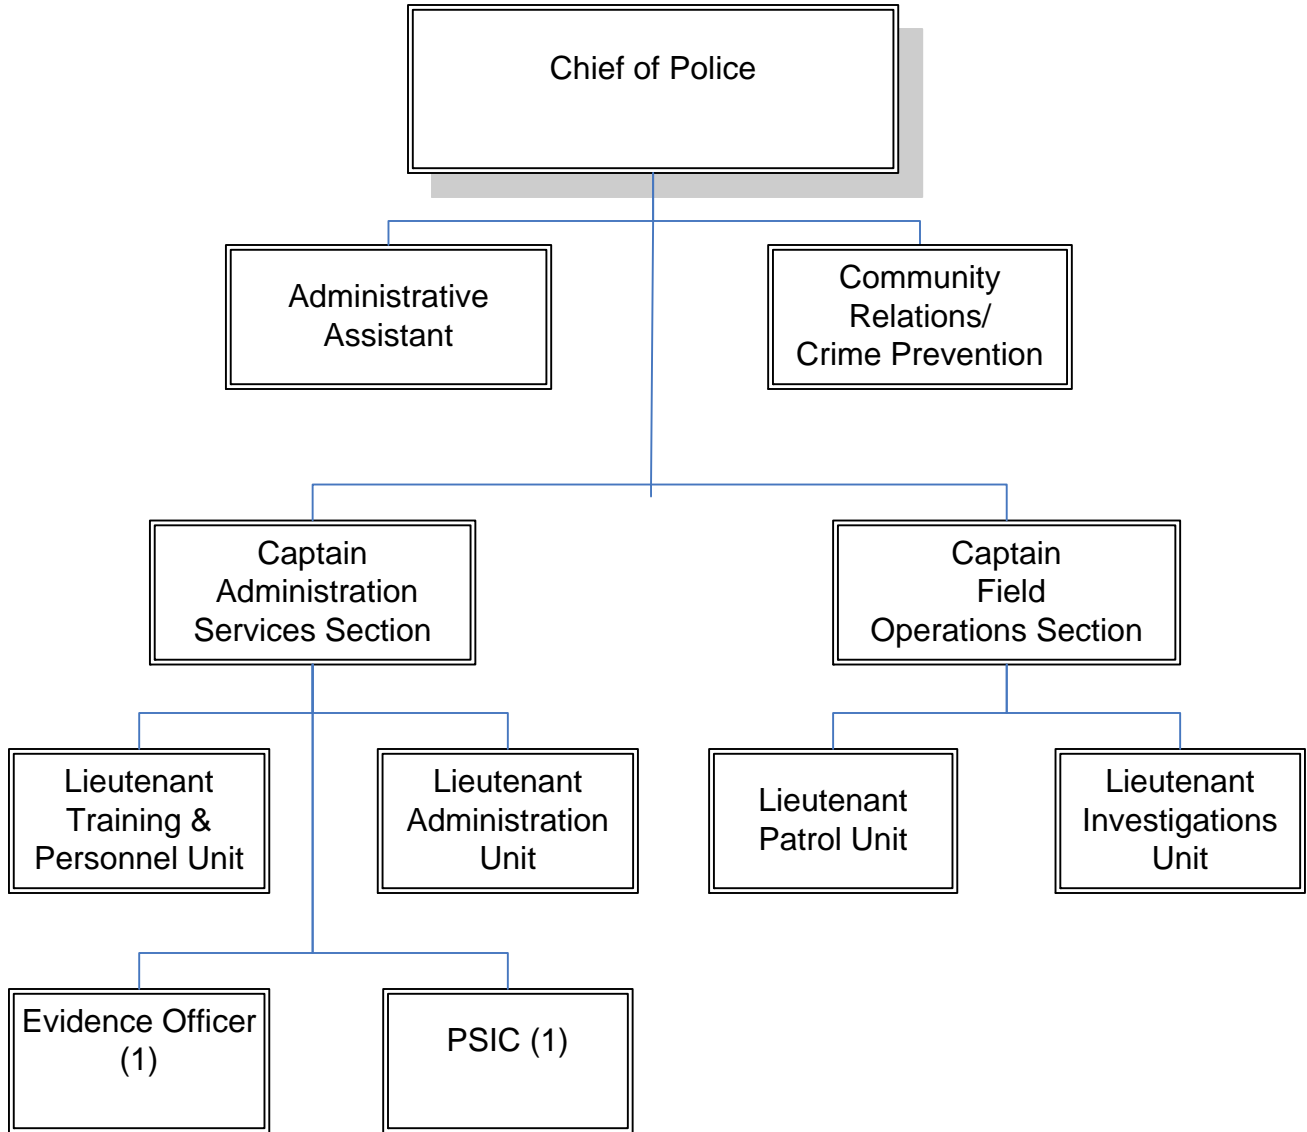 Chief of Police
Administrative
Assistant
Community
Relations/
Crime Prevention
Captain
Administration
Services Section
Captain
Field
Operations Section
Lieutenant
Training &
Personnel Unit
Lieutenant
Administration
Unit
Lieutenant
Patrol Unit
Lieutenant
Investigations
Unit
Evidence Officer
(1)
PSIC (1)